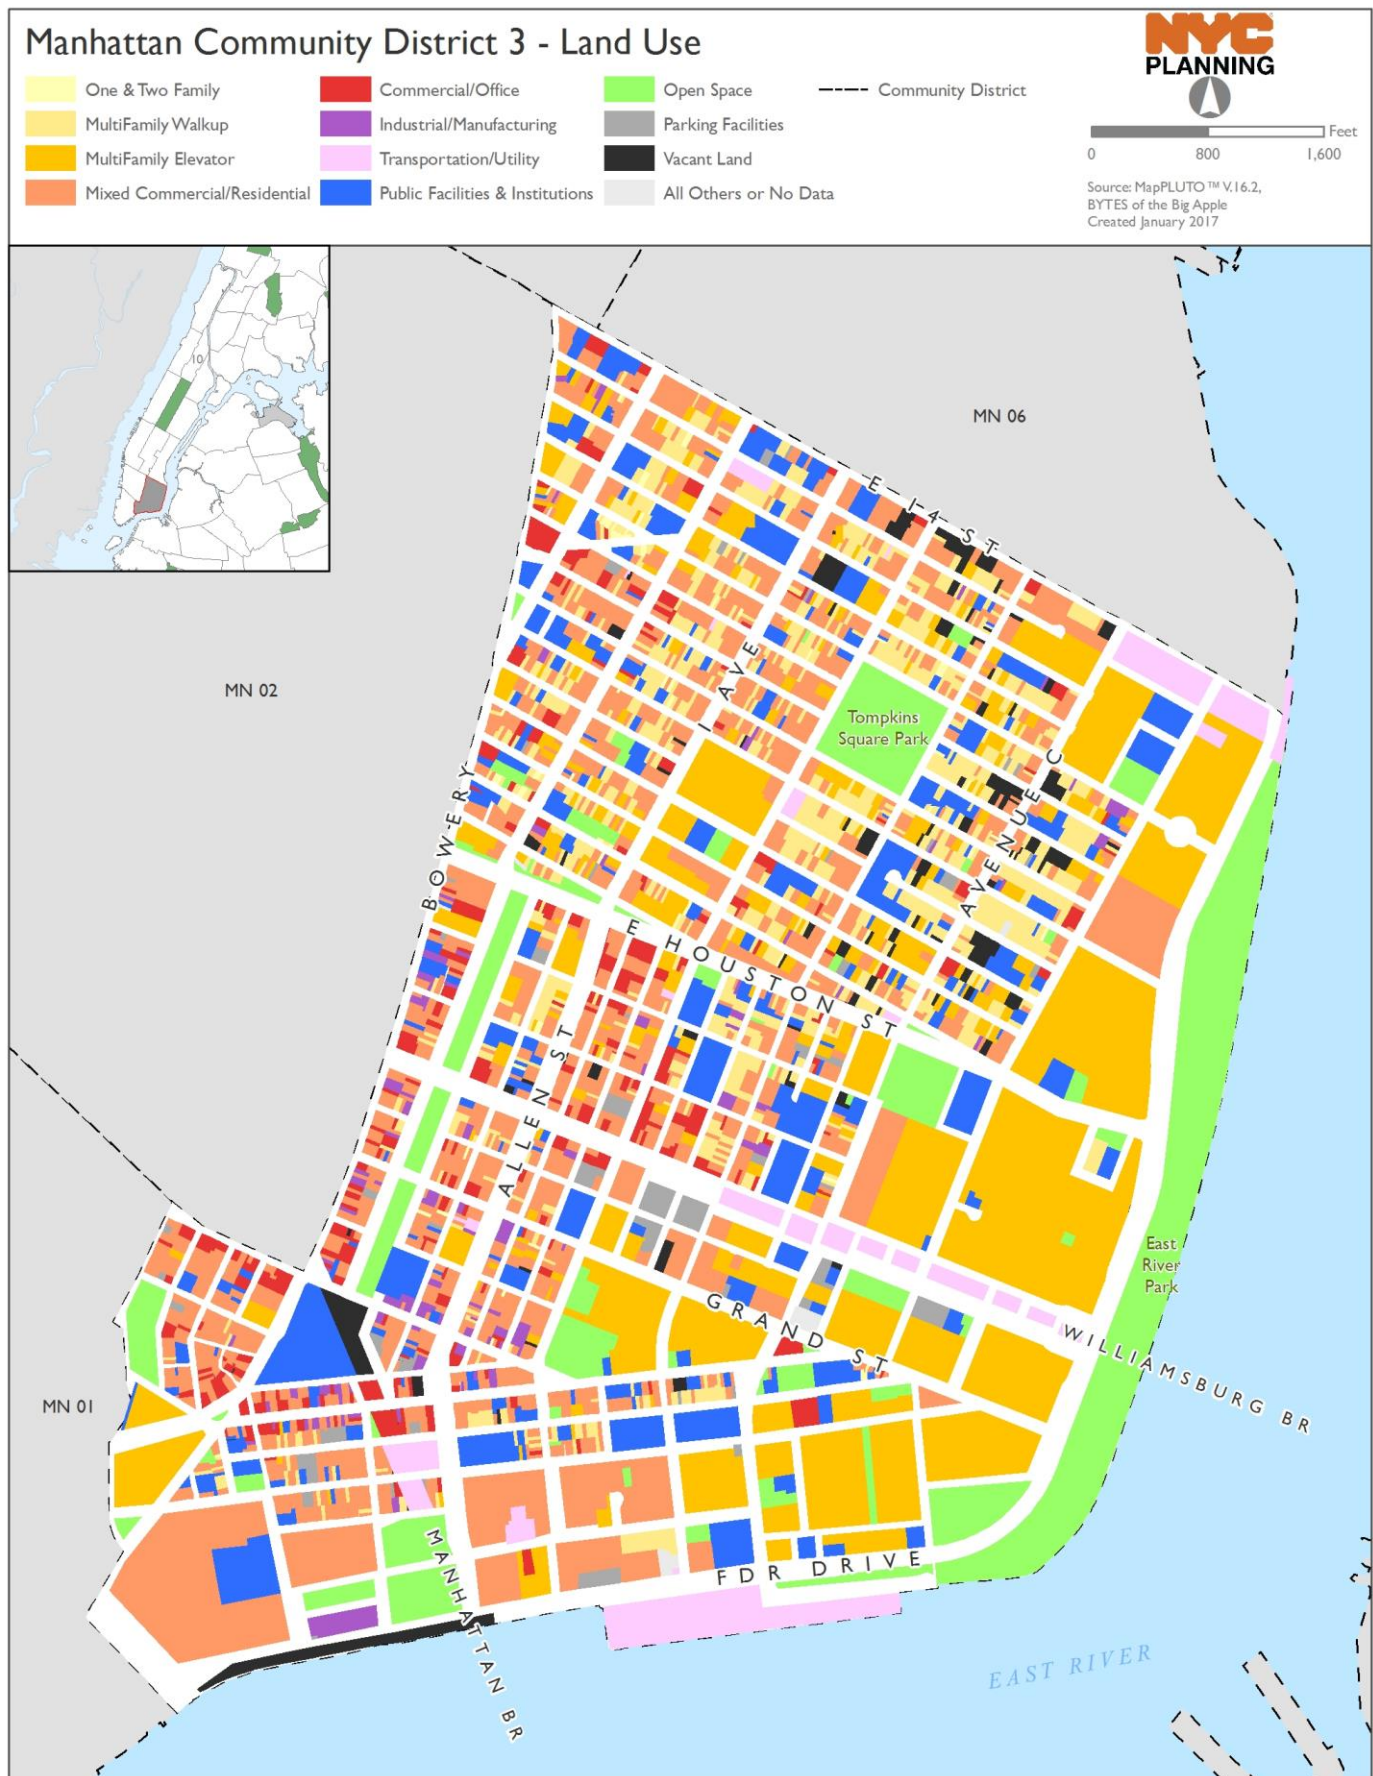 Manhattan Community District 3 - Land Use
NYC
PLANNING
One & Two Family
MultiFamily Walkup
MultiFamily Elevator
Mixed Commercial/Residential
Commercial/Office
Industrial/Manufacturing
Transportation/Utility
Public Facilities & Institutions
Open Space
Parking Facilities
Vacant Land
All Others or No Data
Community District
Feet
0 800 1,600
Source: MapPLUTO™ V.16.2,
BYTES of the Big Apple
Created January 2017
10
MN 06
E 14 ST
MN 02
1 AVE
Tompkins
Square Park
AVENUE C
BOWERY
E HOUSTON ST
ALLEN ST
East
River
Park
GRAND ST
WILLIAMSBURG BR
MN 01
MANHATTAN BR
FDR DRIVE
EAST RIVER